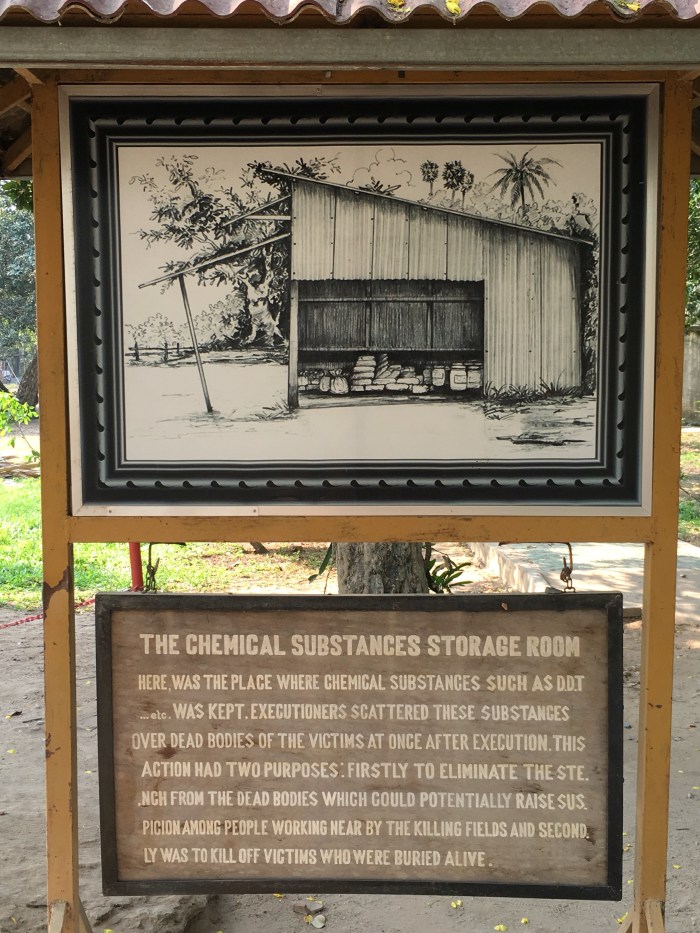 THE CHEMICAL SUBSTANCES STORAGE ROOM
HERE, WAS THE PLACE WHERE CHEMICAL SUBSTANCES SUCH AS D.D.T
... etc. WAS KEPT. EXECUTIONERS SCATTERED THESE SUBSTANCES
OVER DEAD BODIES OF THE VICTIMS AT ONCE AFTER EXECUTION. THIS
ACTION HAD TWO PURPOSES: FIRSTLY TO ELIMINATE THE STE.
.NCH FROM THE DEAD BODIES WHICH COULD POTENTIALLY RAISE SUS.
PICION AMONG PEOPLE WORKING NEAR BY THE KILLING FIELDS AND SECOND.
LY WAS TO KILL OFF VICTIMS WHO WERE BURIED ALIVE.